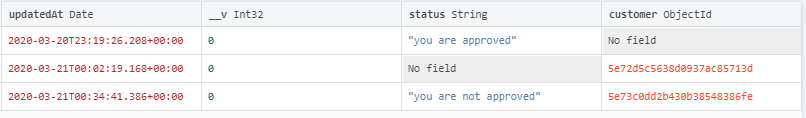 updatedAt Date __v Int32 status String customer ObjectId
2020-03-20T23:19:26.208+00:00 0 "you are approved" No field
2020-03-21T00:02:19.168+00:00 0 No field 5e72d5c5638d0937ac85713d
2020-03-21T00:34:41.386+00:00 0 "you are not approved" 5e73c0dd2b430b38548386fe